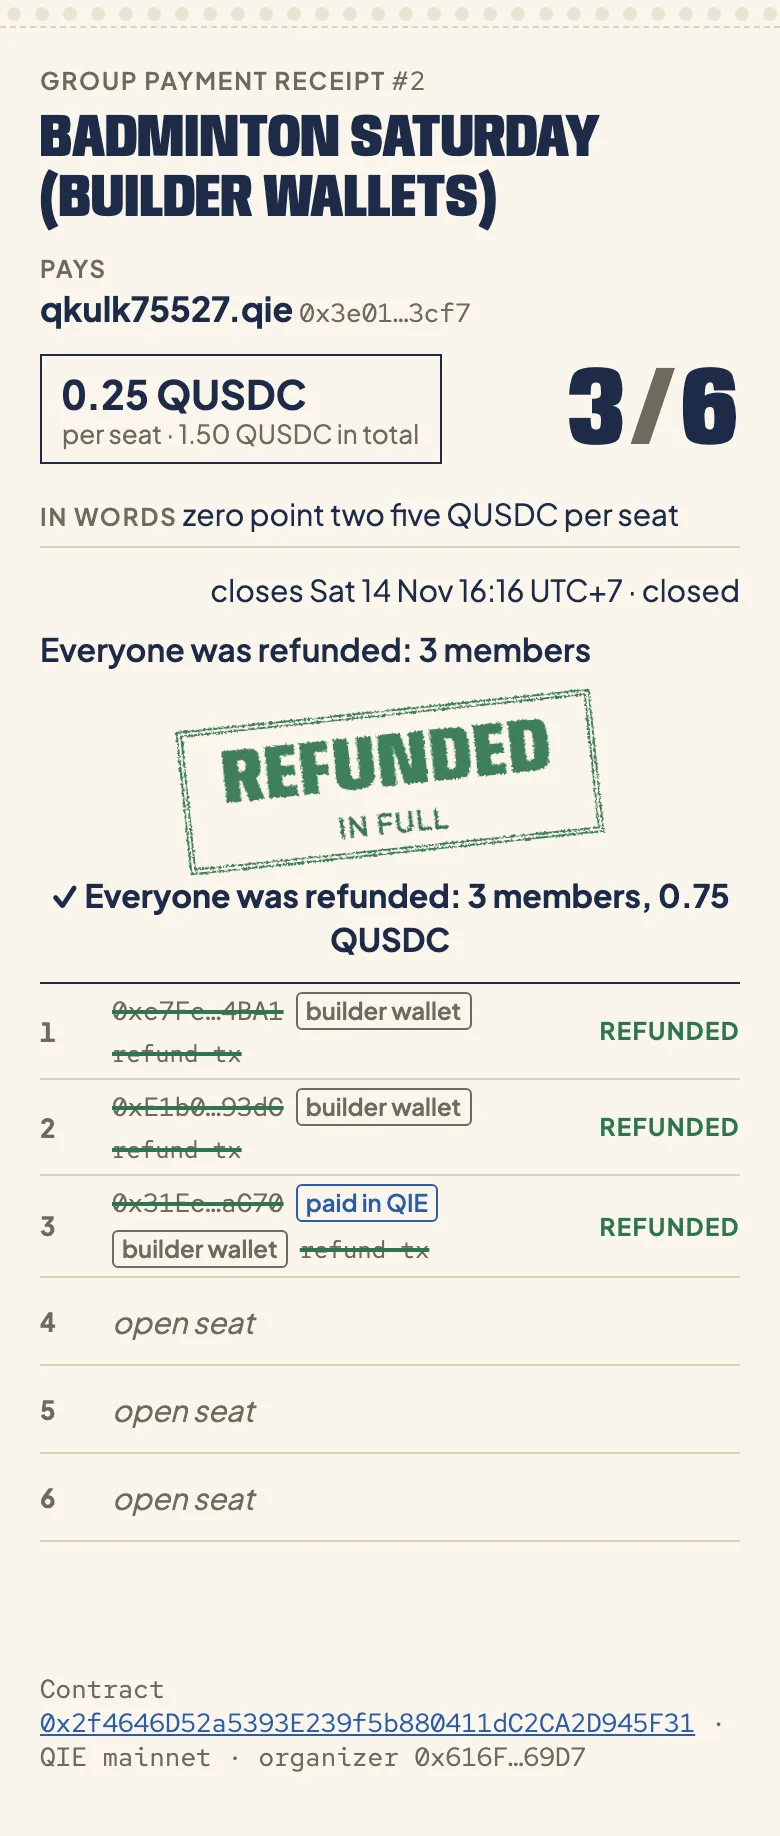 GROUP PAYMENT RECEIPT #2
BADMINTON SATURDAY
(BUILDER WALLETS)
PAYS
qkulk75527.qie 0x3e01…3cf7
0.25 QUSDC
per seat · 1.50 QUSDC in total
3/6
IN WORDS zero point two five QUSDC per seat
closes Sat 14 Nov 16:16 UTC+7 · closed
Everyone was refunded: 3 members
REFUNDED
IN FULL
✓ Everyone was refunded: 3 members, 0.75
QUSDC
1 0xe7Fe…4BA1 builder wallet REFUNDED
refund tx
2 0xE1b0…93dC builder wallet REFUNDED
refund tx
3 0x31Ec…aC70 paid in QIE REFUNDED
builder wallet refund tx
4 open seat
5 open seat
6 open seat
Contract
0x2f4646D52a5393E239f5b880411dC2CA2D945F31 ·
QIE mainnet · organizer 0x616F…69D7